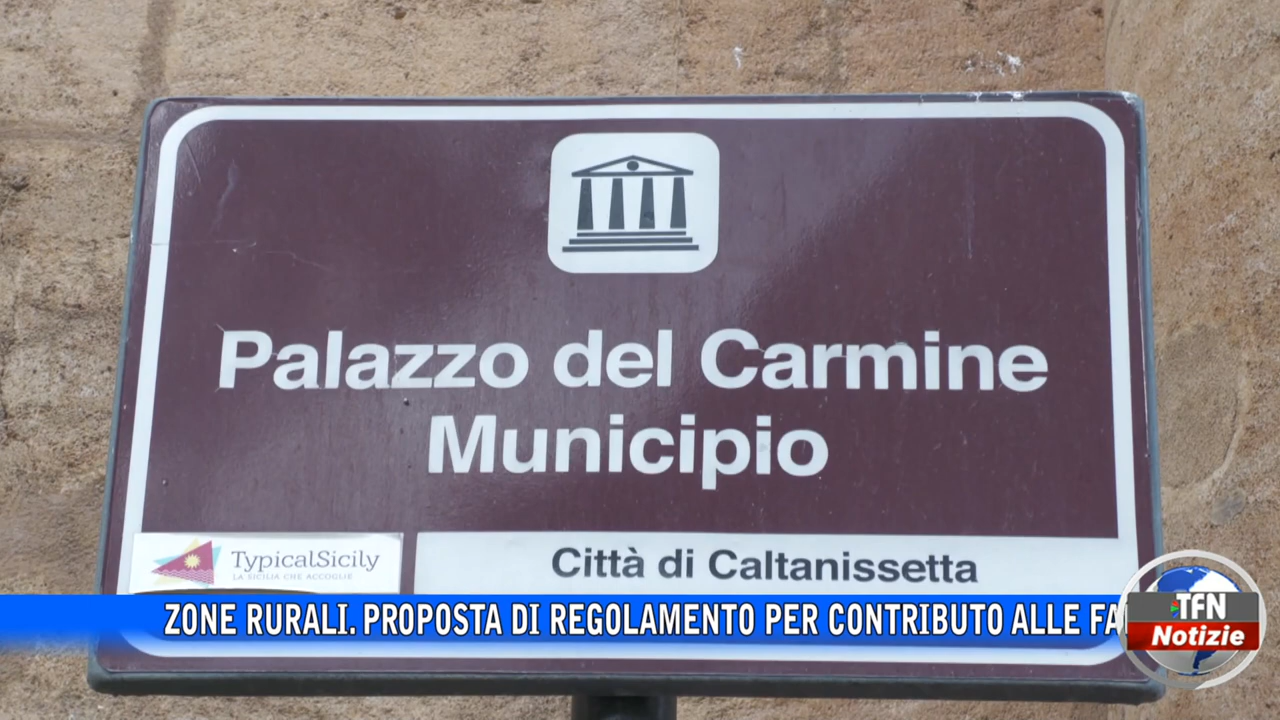 Palazzo del Carmine
Municipio
TypicalSicily
LA SICILIA CHE ACCOGLIE
Città di Caltanissetta
ZONE RURALI. PROPOSTA DI REGOLAMENTO PER CONTRIBUTO ALLE
TFN
Notizie